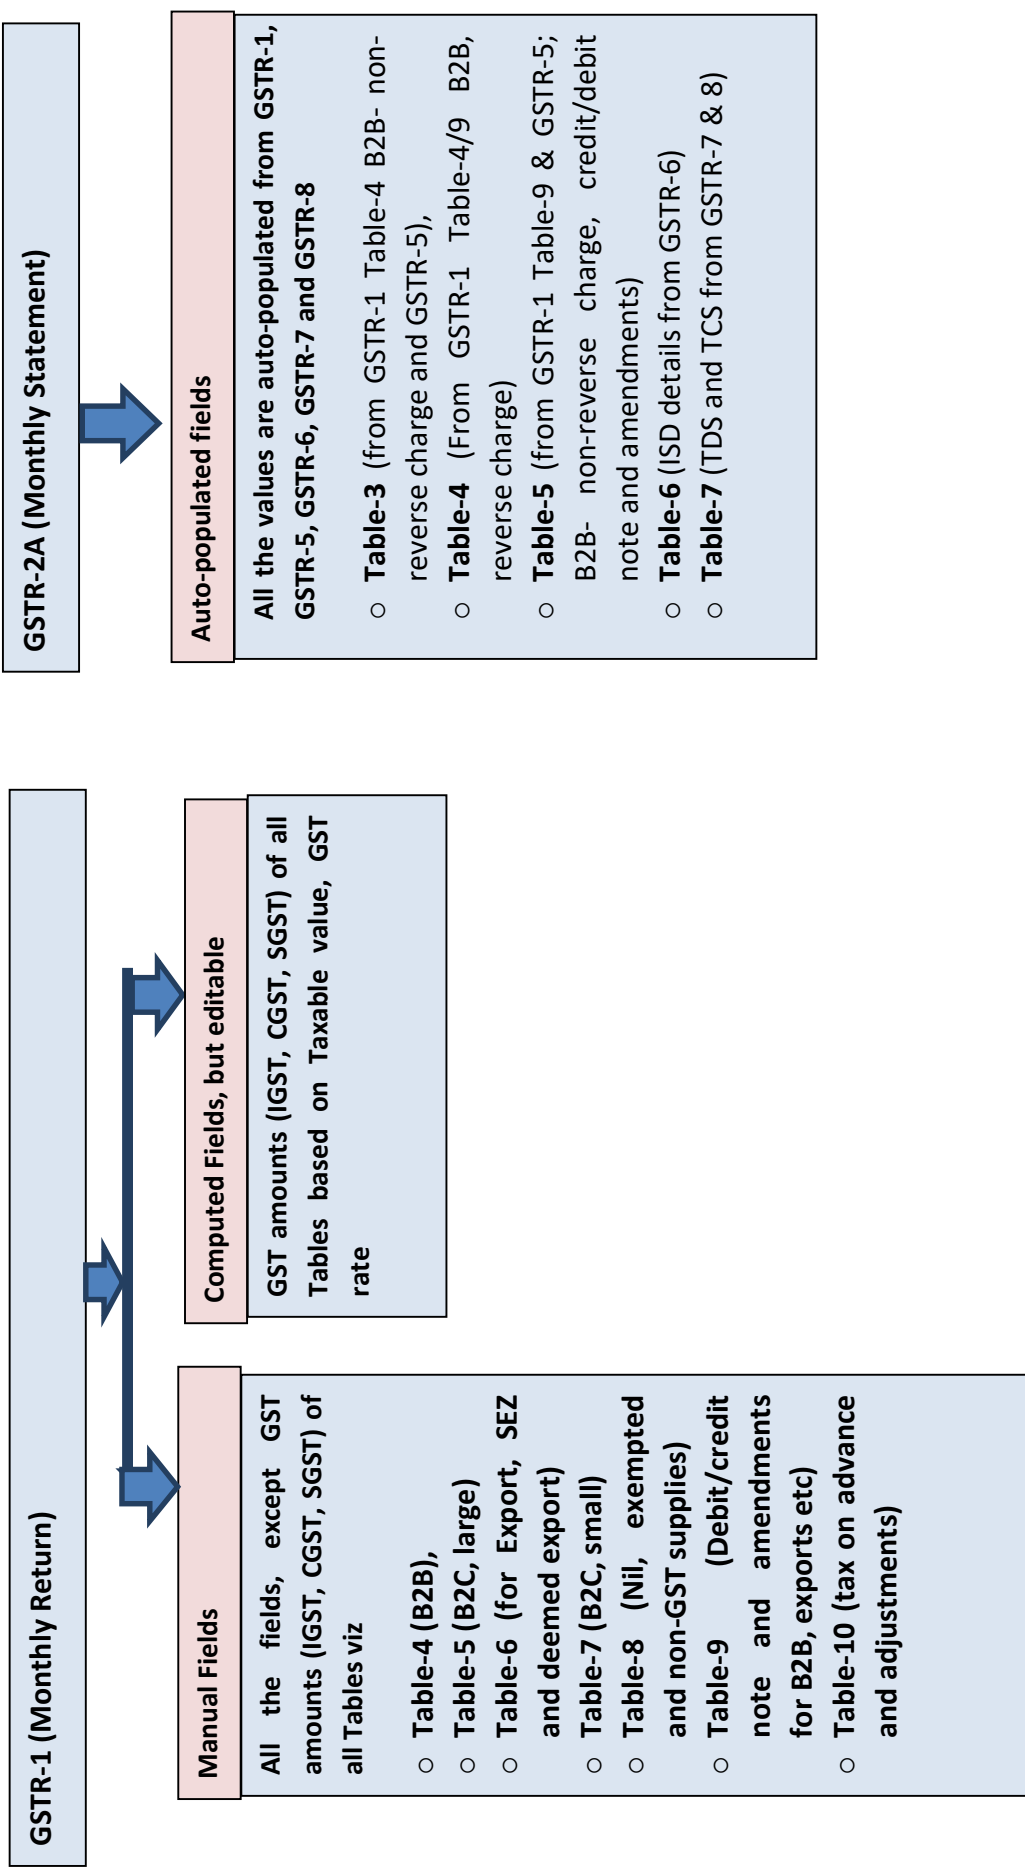 GSTR-1 (Monthly Return)
Manual Fields
All the fields, except GST
amounts (IGST, CGST, SGST) of
all Tables viz
○ Table-4 (B2B),
○ Table-5 (B2C, large)
○ Table-6 (for Export, SEZ
and deemed export)
○ Table-7 (B2C, small)
○ Table-8 (Nil, exempted
and non-GST supplies)
○ Table-9 (Debit/credit
note and amendments
for B2B, exports etc)
○ Table-10 (tax on advance
and adjustments)
Computed Fields, but editable
GST amounts (IGST, CGST, SGST) of all
Tables based on Taxable value, GST
rate
GSTR-2A (Monthly Statement)
Auto-populated fields
All the values are auto-populated from GSTR-1,
GSTR-5, GSTR-6, GSTR-7 and GSTR-8
○ Table-3 (from GSTR-1 Table-4 B2B- non-
reverse charge and GSTR-5),
○ Table-4 (From GSTR-1 Table-4/9 B2B,
reverse charge)
○ Table-5 (from GSTR-1 Table-9 & GSTR-5;
B2B- non-reverse charge, credit/debit
note and amendments)
○ Table-6 (ISD details from GSTR-6)
○ Table-7 (TDS and TCS from GSTR-7 & 8)